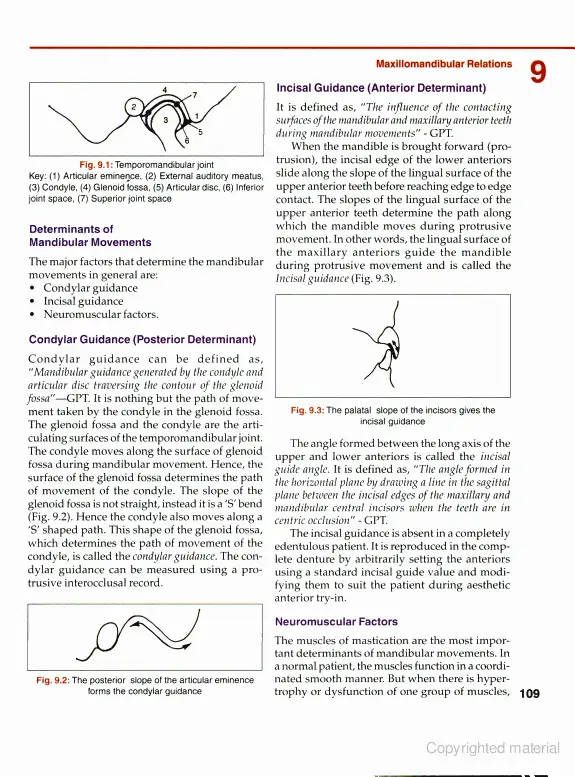 Maxillomandibular Relations
9
4
7
2
3
1
5
6
Fig. 9.1: Temporomandibular joint
Key: (1) Articular eminence, (2) External auditory meatus,
(3) Condyle, (4) Glenoid fossa, (5) Articular disc, (6) Inferior
joint space, (7) Superior joint space
Determinants of
Mandibular Movements
The major factors that determine the mandibular
movements in general are:
• Condylar guidance
• Incisal guidance
• Neuromuscular factors.
Condylar Guidance (Posterior Determinant)
Condylar guidance can be defined as,
“Mandibular guidance generated by the condyle and
articular disc traversing the contour of the glenoid
fossa”—GPT. It is nothing but the path of move-
ment taken by the condyle in the glenoid fossa.
The glenoid fossa and the condyle are the arti-
culating surfaces of the temporomandibular joint.
The condyle moves along the surface of glenoid
fossa during mandibular movement. Hence, the
surface of the glenoid fossa determines the path
of movement of the condyle. The slope of the
glenoid fossa is not straight, instead it is a ‘S’ bend
(Fig. 9.2). Hence the condyle also moves along a
‘S’ shaped path. This shape of the glenoid fossa,
which determines the path of movement of the
condyle, is called the condylar guidance. The con-
dylar guidance can be measured using a pro-
trusive interocclusal record.
Fig. 9.2: The posterior slope of the articular eminence
forms the condylar guidance
Incisal Guidance (Anterior Determinant)
It is defined as, “The influence of the contacting
surfaces of the mandibular and maxillary anterior teeth
during mandibular movements” - GPT.
When the mandible is brought forward (pro-
trusion), the incisal edge of the lower anteriors
slide along the slope of the lingual surface of the
upper anterior teeth before reaching edge to edge
contact. The slopes of the lingual surface of the
upper anterior teeth determine the path along
which the mandible moves during protrusive
movement. In other words, the lingual surface of
the maxillary anteriors guide the mandible
during protrusive movement and is called the
Incisal guidance (Fig. 9.3).
Fig. 9.3: The palatal slope of the incisors gives the
incisal guidance
The angle formed between the long axis of the
upper and lower anteriors is called the incisal
guide angle. It is defined as, “The angle formed in
the horizontal plane by drawing a line in the sagittal
plane between the incisal edges of the maxillary and
mandibular central incisors when the teeth are in
centric occlusion” - GPT.
The incisal guidance is absent in a completely
edentulous patient. It is reproduced in the comp-
lete denture by arbitrarily setting the anteriors
using a standard incisal guide value and modi-
fying them to suit the patient during aesthetic
anterior try-in.
Neuromuscular Factors
The muscles of mastication are the most impor-
tant determinants of mandibular movements. In
a normal patient, the muscles function in a coordi-
nated smooth manner. But when there is hyper-
trophy or dysfunction of one group of muscles,
109
Copyrighted material